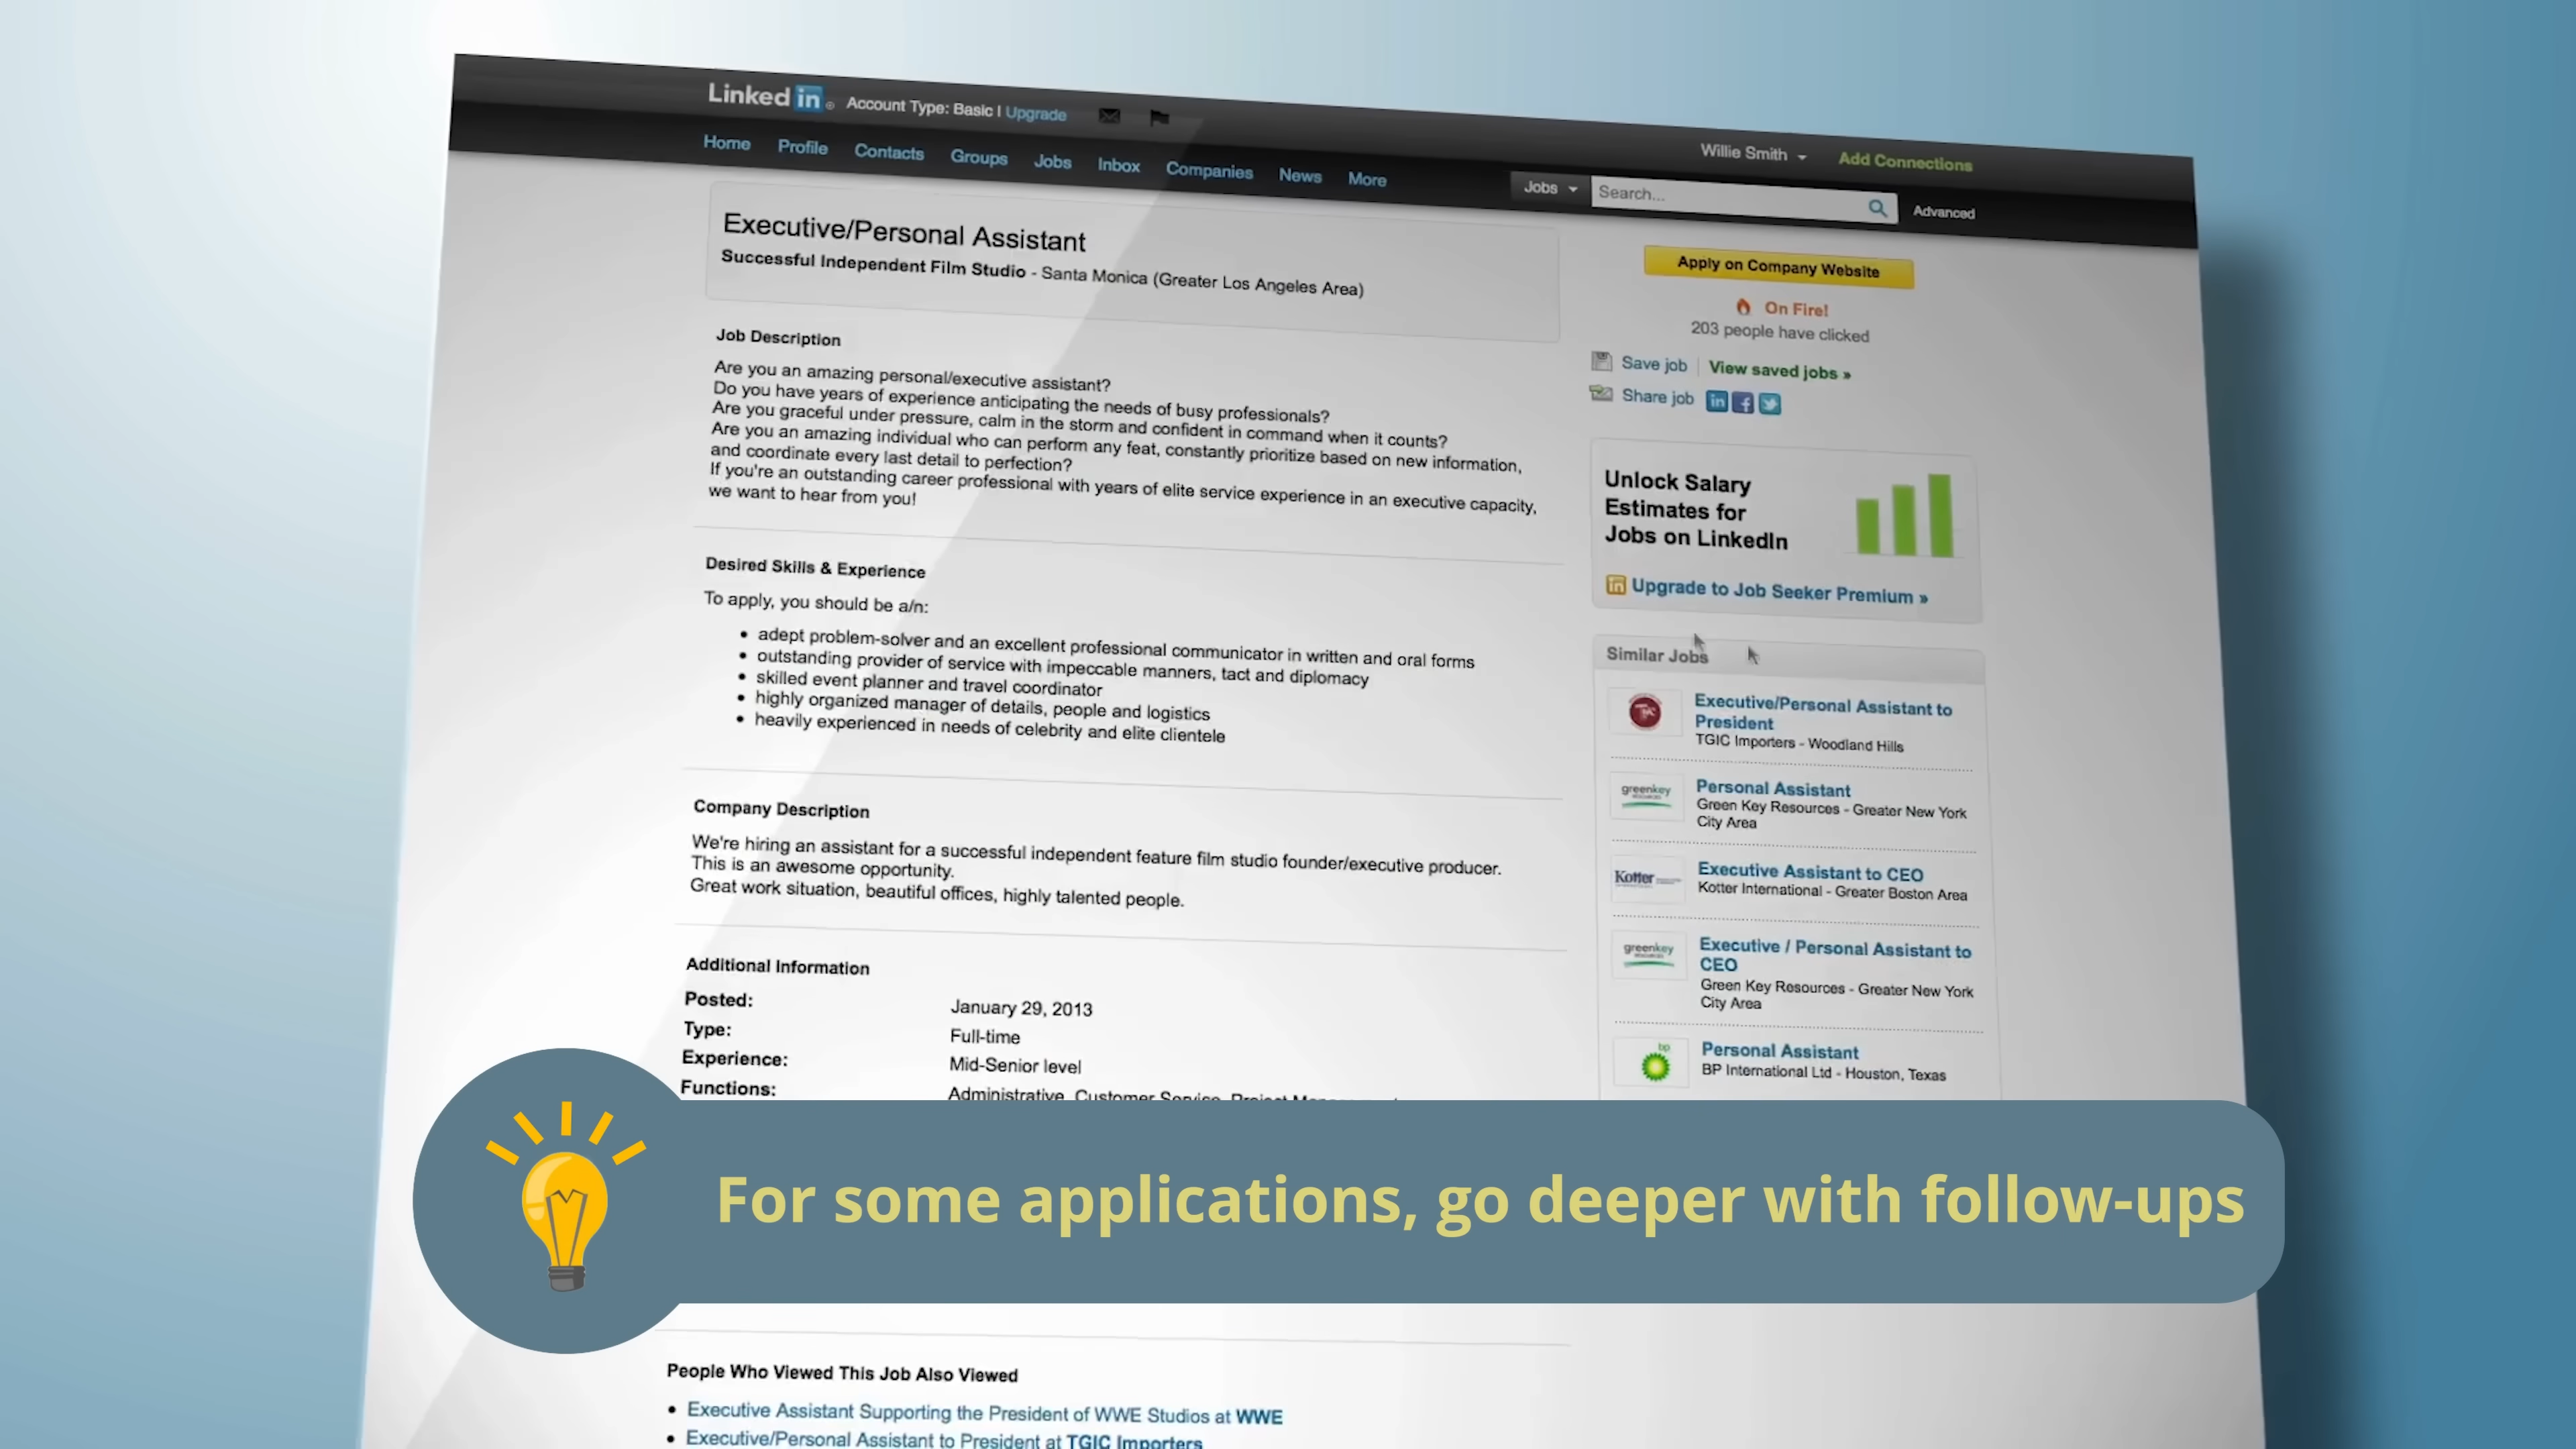 Linked in
Account Type: Basic | Upgrade
Willie Smith
Add Connections
Home Profile Contacts Groups Jobs Inbox Companies News More
Jobs
Search...
Advanced
Executive/Personal Assistant
Successful Independent Film Studio - Santa Monica (Greater Los Angeles Area)
Job Description
Are you an amazing personal/executive assistant?
Do you have years of experience anticipating the needs of busy professionals?
Are you graceful under pressure, calm in the storm and confident in command when it counts?
Are you an amazing individual who can perform any feat, constantly prioritize based on new information,
and coordinate every last detail to perfection?
If you're an outstanding career professional with years of elite service experience in an executive capacity,
we want to hear from you!
Desired Skills & Experience
To apply, you should be a/n:
• adept problem-solver and an excellent professional communicator in written and oral forms
• outstanding provider of service with impeccable manners, tact and diplomacy
• skilled event planner and travel coordinator
• highly organized manager of details, people and logistics
• heavily experienced in needs of celebrity and elite clientele
Company Description
We're hiring an assistant for a successful independent feature film studio founder/executive producer.
This is an awesome opportunity.
Great work situation, beautiful offices, highly talented people.
Additional Information
Posted: January 29, 2013
Type: Full-time
Experience: Mid-Senior level
Functions: Administrative, Customer Service, Project
People Who Viewed This Job Also Viewed
• Executive Assistant Supporting the President of WWE Studios at WWE
• Executive/Personal Assistant to President at TGIC Importers
Apply on Company Website
On Fire!
203 people have clicked
Save job | View saved jobs »
Share job in f
Unlock Salary
Estimates for
Jobs on LinkedIn
in Upgrade to Job Seeker Premium »
Similar Jobs
Executive/Personal Assistant to
President
TGIC Importers - Woodland Hills
greenkey
Personal Assistant
Green Key Resources - Greater New York
City Area
Kotter
Executive Assistant to CEO
Kotter International - Greater Boston Area
greenkey
Executive / Personal Assistant to
CEO
Green Key Resources - Greater New York
City Area
bp
Personal Assistant
BP International Ltd - Houston, Texas
For some applications, go deeper with follow-ups